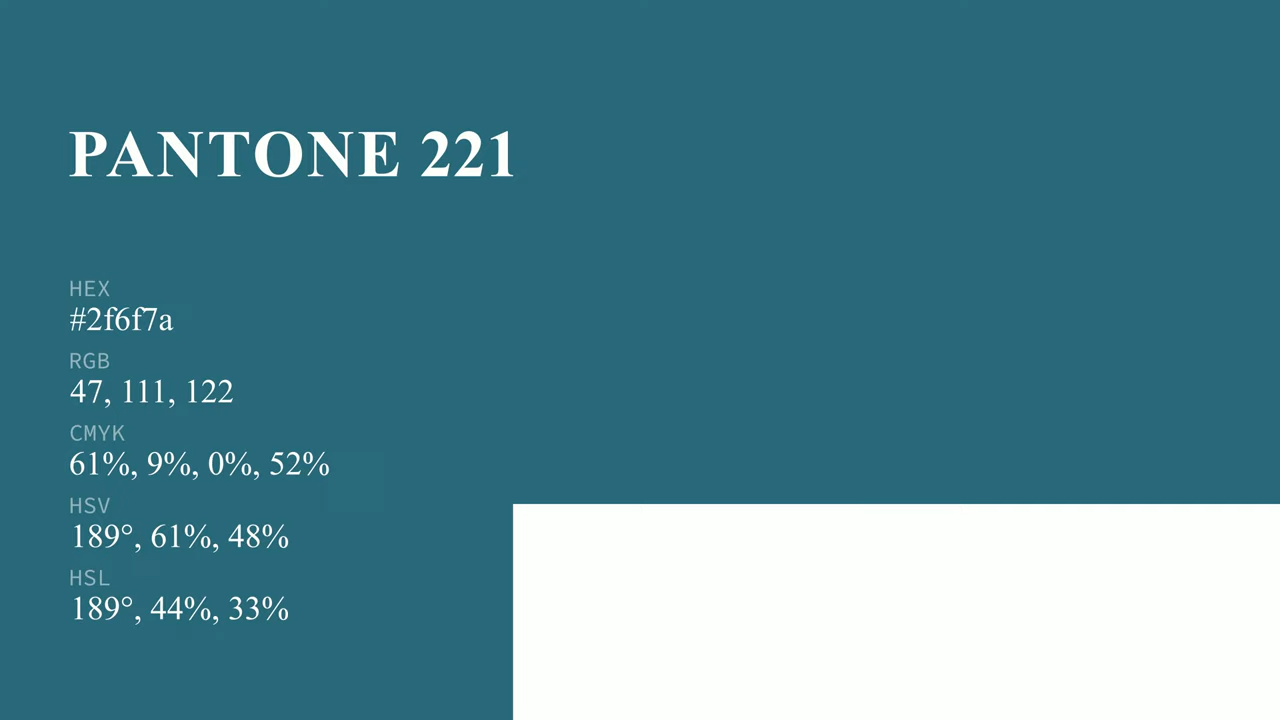 PANTONE 221
HEX
#2f6f7a
RGB
47, 111, 122
CMYK
61%, 9%, 0%, 52%
HSV
189°, 61%, 48%
HSL
189°, 44%, 33%